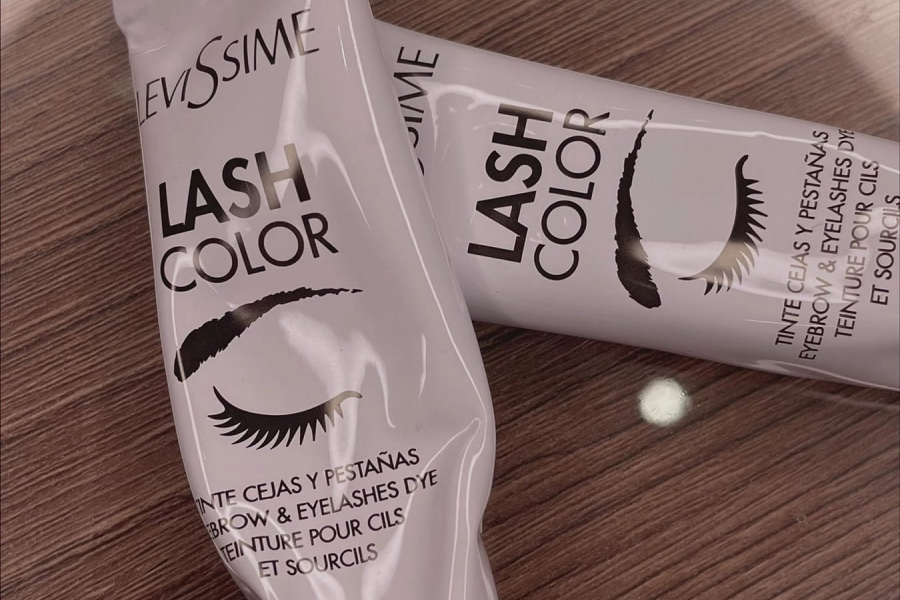 LEVISSIME
LASH
COLOR
TINTE CEJAS Y PESTAÑAS
EYEBROW & EYELASHES DYE
TEINTURE POUR CILS
ET SOURCILS
LASH
COLOR
TINTE CEJAS Y PESTAÑAS
EYEBROW & EYELASHES DYE
TEINTURE POUR CILS
ET SOURCILS